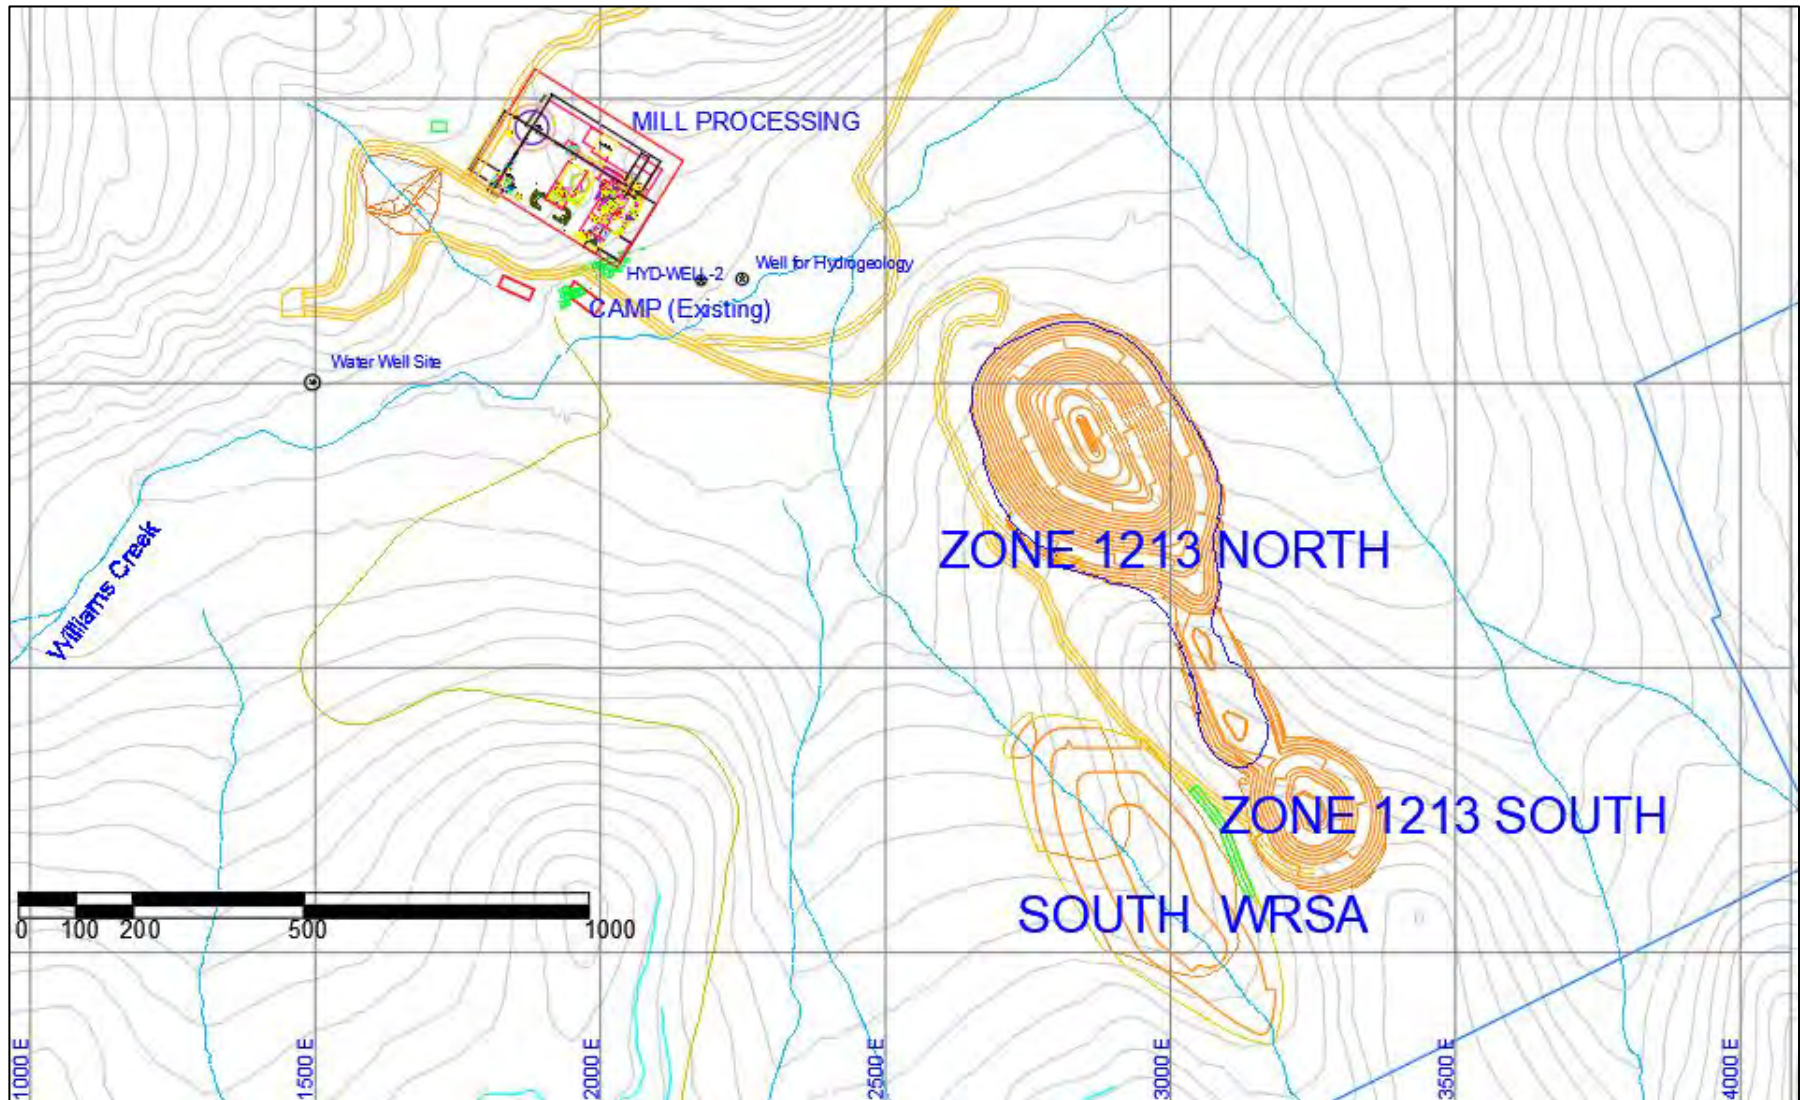 MILL PROCESSING
HYD-WELL-2
Well for Hydrogeology
CAMP (Existing)
Water Well Site
Williams Creek
ZONE 1213 NORTH
ZONE 1213 SOUTH
SOUTH WRSA
0 100 200 500 1000
1000 E 1500 E 2000 E 2500 E 3000 E 3500 E 4000 E